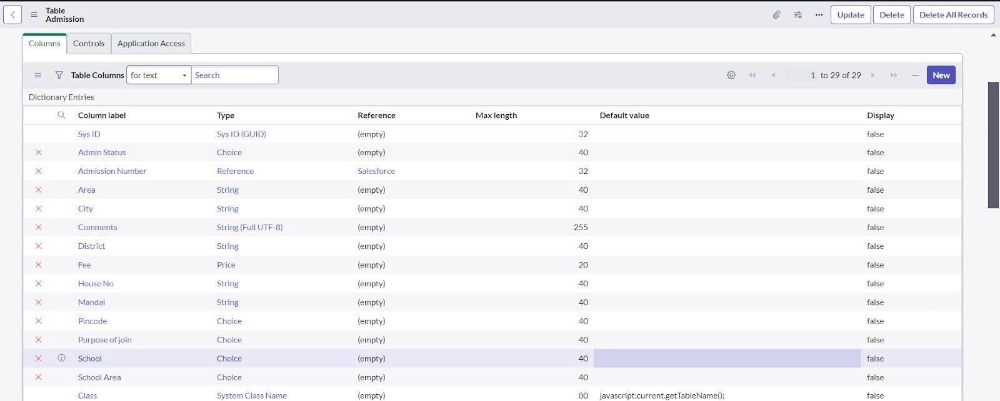 Table
Admission
Update Delete Delete All Records
Columns Controls Application Access
Table Columns for text Search 1 to 29 of 29 New
Dictionary Entries
Column label Type Reference Max length Default value Display
Sys ID Sys ID (GUID) (empty) 32 false
Admin Status Choice (empty) 40 false
Admission Number Reference Salesforce 32 false
Area String (empty) 40 false
City String (empty) 40 false
Comments String (Full UTF-8) (empty) 255 false
District String (empty) 40 false
Fee Price (empty) 20 false
House No String (empty) 40 false
Mandal String (empty) 40 false
Pincode Choice (empty) 40 false
Purpose of join Choice (empty) 40 false
School Choice (empty) 40 false
School Area Choice (empty) 40 false
Class System Class Name (empty) 80 javascript:current.getTableName(); false